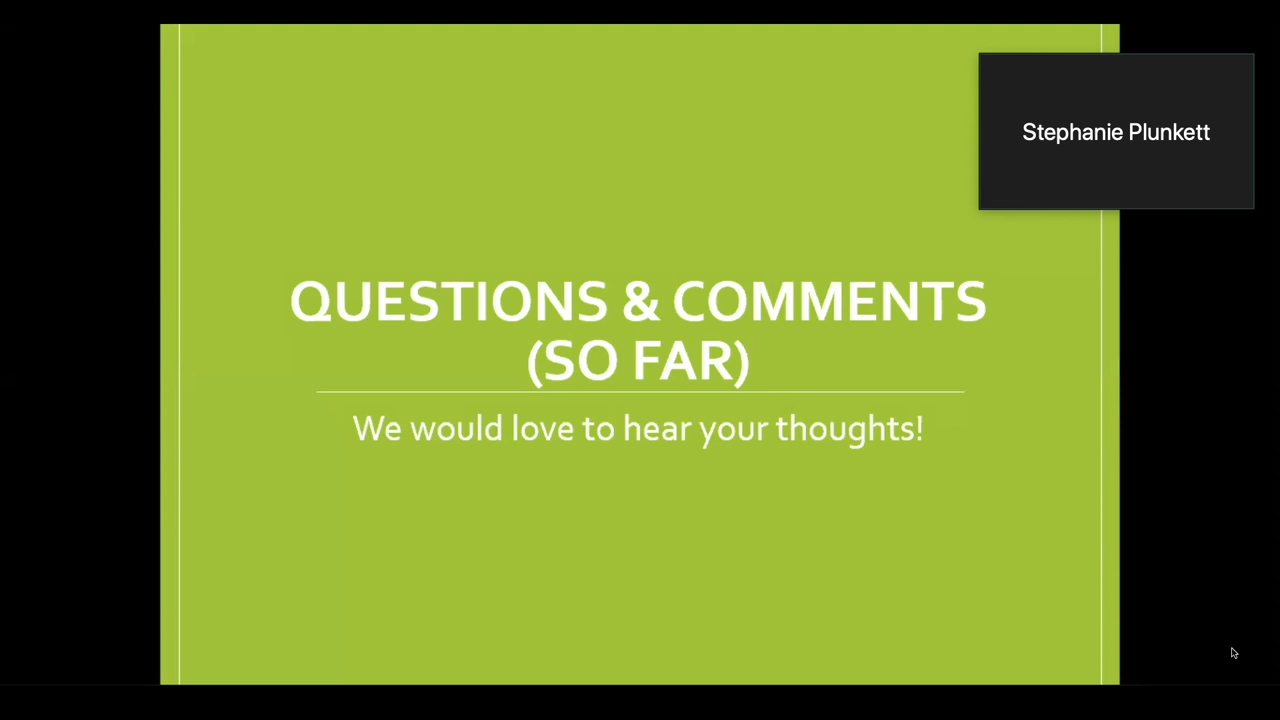 Stephanie Plunkett
QUESTIONS & COMMENTS
(SO FAR)
We would love to hear your thoughts!